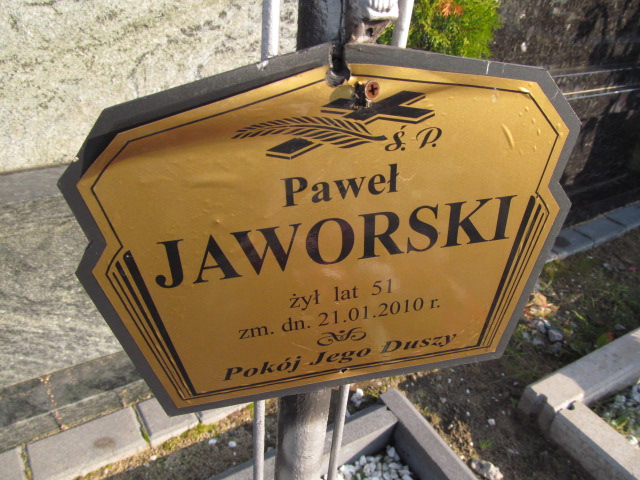 Ś. P.
Paweł
JAWORSKI
żył lat 51
zm. dn. 21.01.2010 r.
Pokój Jego Duszy